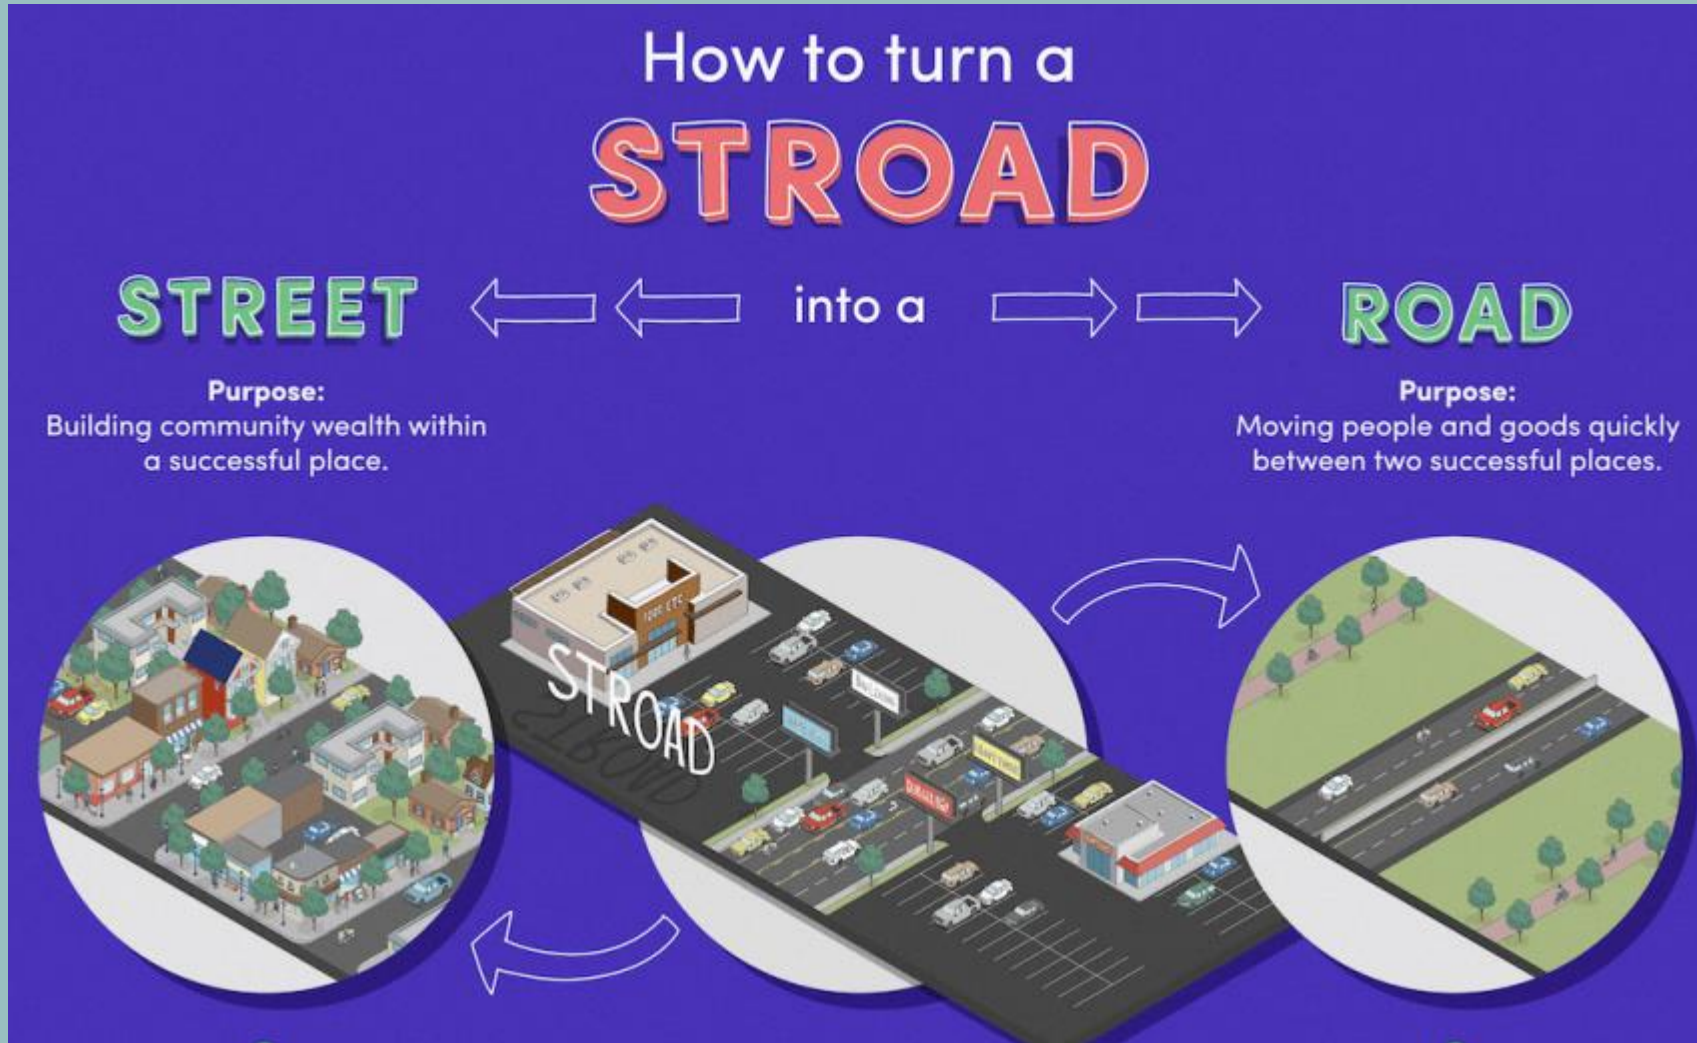 How to turn a
STROAD
STREET
into a
ROAD
Purpose:
Building community wealth within
a successful place.
Purpose:
Moving people and goods quickly
between two successful places.
STROAD